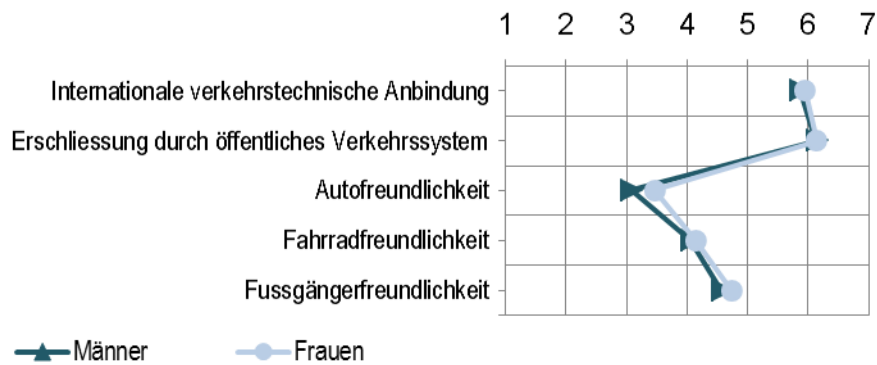 1 2 3 4 5 6 7
Internationale verkehrstechnische Anbindung
Erschliessung durch öffentliches Verkehrssystem
Autofreundlichkeit
Fahrradfreundlichkeit
Fussgängerfreundlichkeit
Männer Frauen